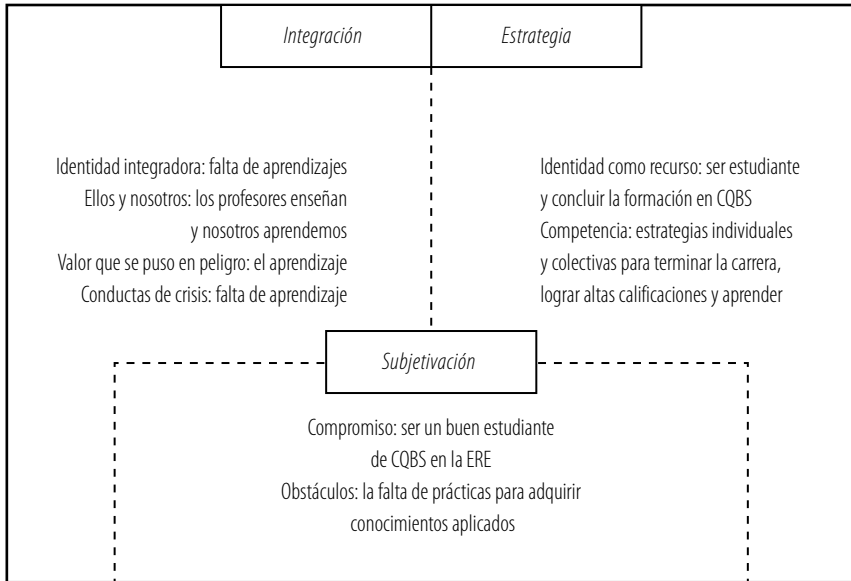 Integración
Estrategia
Identidad integradora: falta de aprendizajes
Ellos y nosotros: los profesores enseñan
y nosotros aprendemos
Valor que se puso en peligro: el aprendizaje
Conductas de crisis: falta de aprendizaje
Identidad como recurso: ser estudiante
y concluir la formación en CQBS
Competencia: estrategias individuales
y colectivas para terminar la carrera,
lograr altas calificaciones y aprender
Subjetivación
Compromiso: ser un buen estudiante
de CQBS en la ERE
Obstáculos: la falta de prácticas para adquirir
conocimientos aplicados